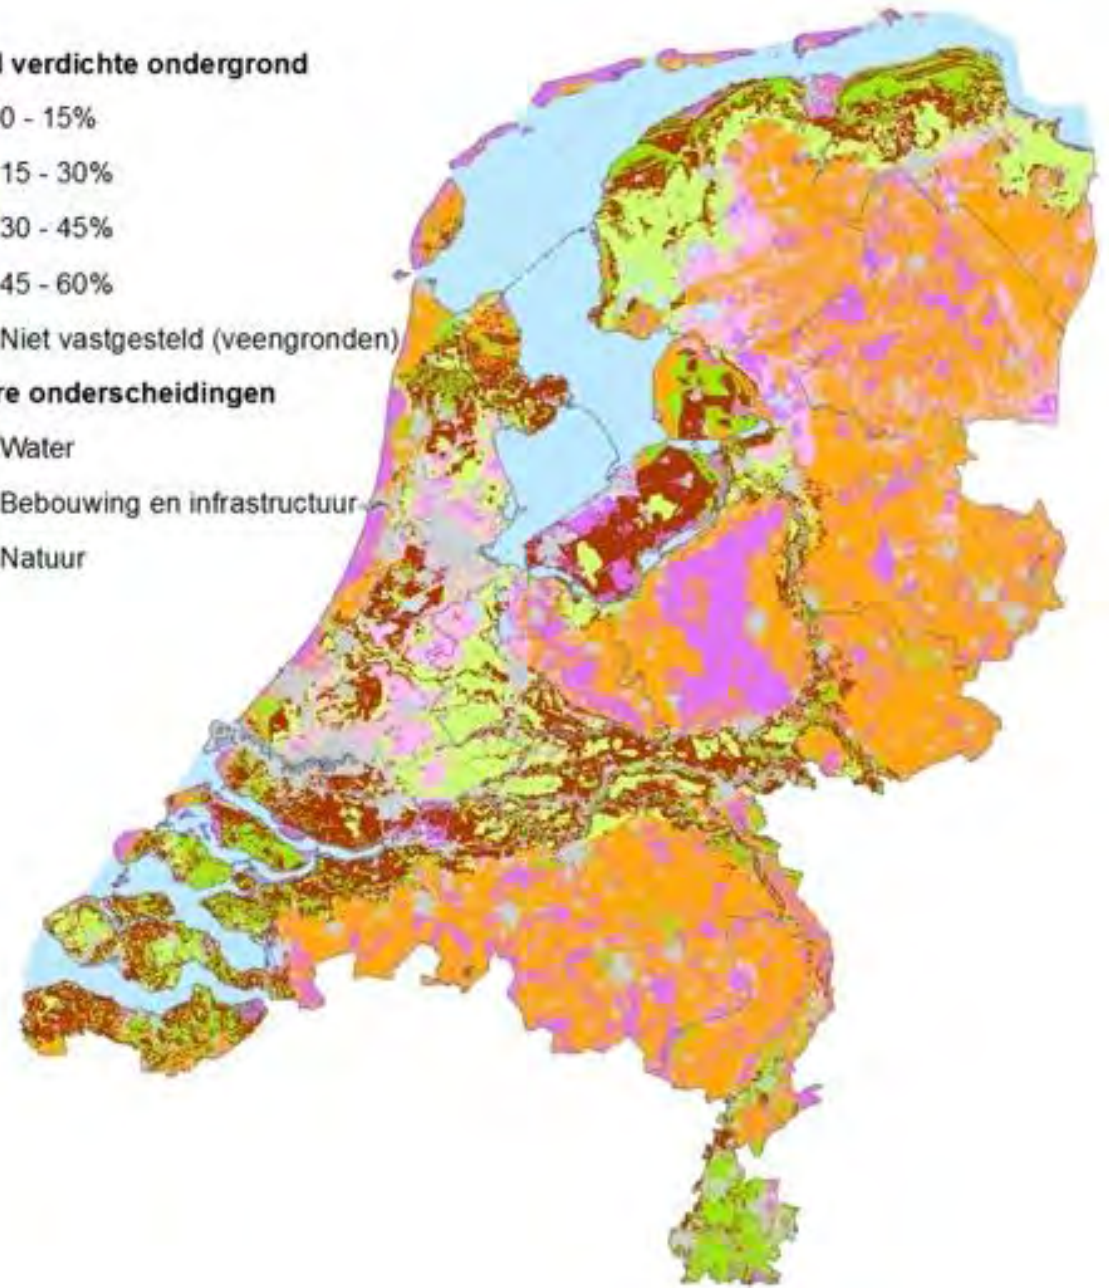 verdichte ondergrond
0 - 15%
15 - 30%
30 - 45%
45 - 60%
Niet vastgesteld (veengronden)
re onderscheidingen
Water
Bebouwing en infrastructuur
Natuur